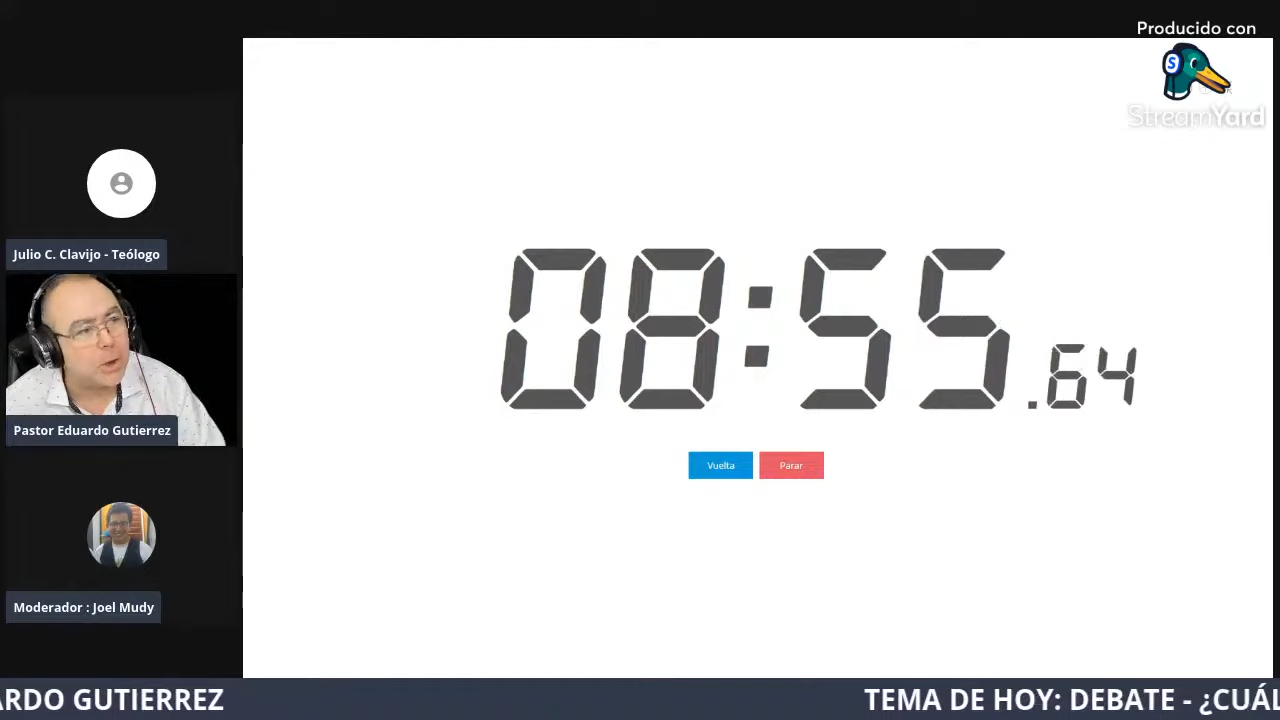 Producido con
StreamYard
Julio C. Clavijo - Teólogo
Pastor Eduardo Gutierrez
Moderador : Joel Mudy
08:55.64
Vuelta
Parar
ARDO GUTIERREZ
TEMA DE HOY: DEBATE - ¿CUÁL